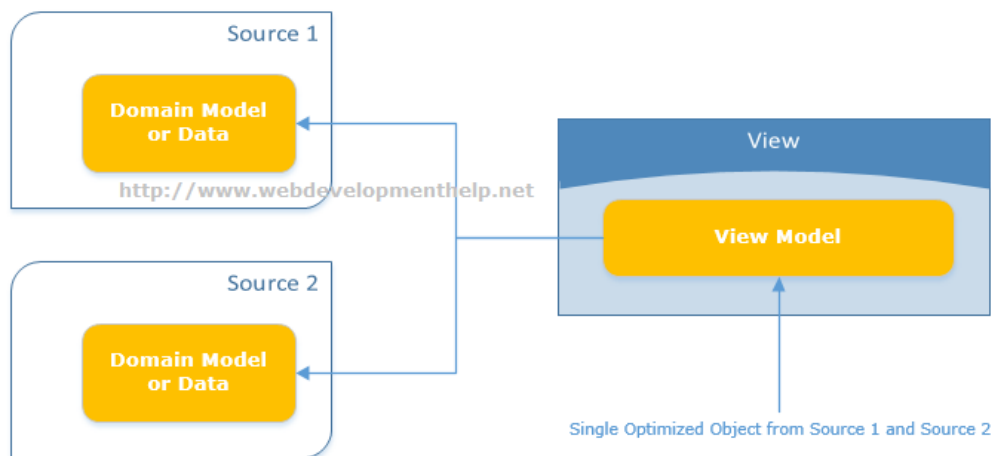 Source 1
Domain Model
or Data
http://www.webdevelopmenthelp.net
View
View Model
Source 2
Domain Model
or Data
Single Optimized Object from Source 1 and Source 2